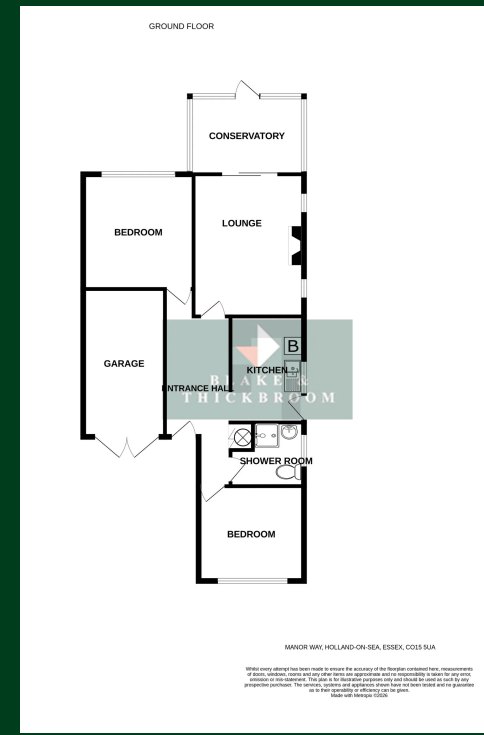 GROUND FLOOR
CONSERVATORY
LOUNGE
BEDROOM
GARAGE
B
KITCHEN
ENTRANCE HALL
BLAKE &
THICKBROOM
SHOWER ROOM
BEDROOM
MANOR WAY, HOLLAND-ON-SEA, ESSEX, CO15 5UA
Whilst every attempt has been made to ensure the accuracy of the floorplan contained here, measurements
of doors, windows, rooms and any other items are approximate and no responsibility is taken for any error,
omission or mis-statement. This plan is for illustrative purposes only and should be used as such by any
prospective purchaser. The services, systems and appliances shown have not been tested and no guarantee
as to their operability or efficiency can be given.
Made with Metropix ©2026